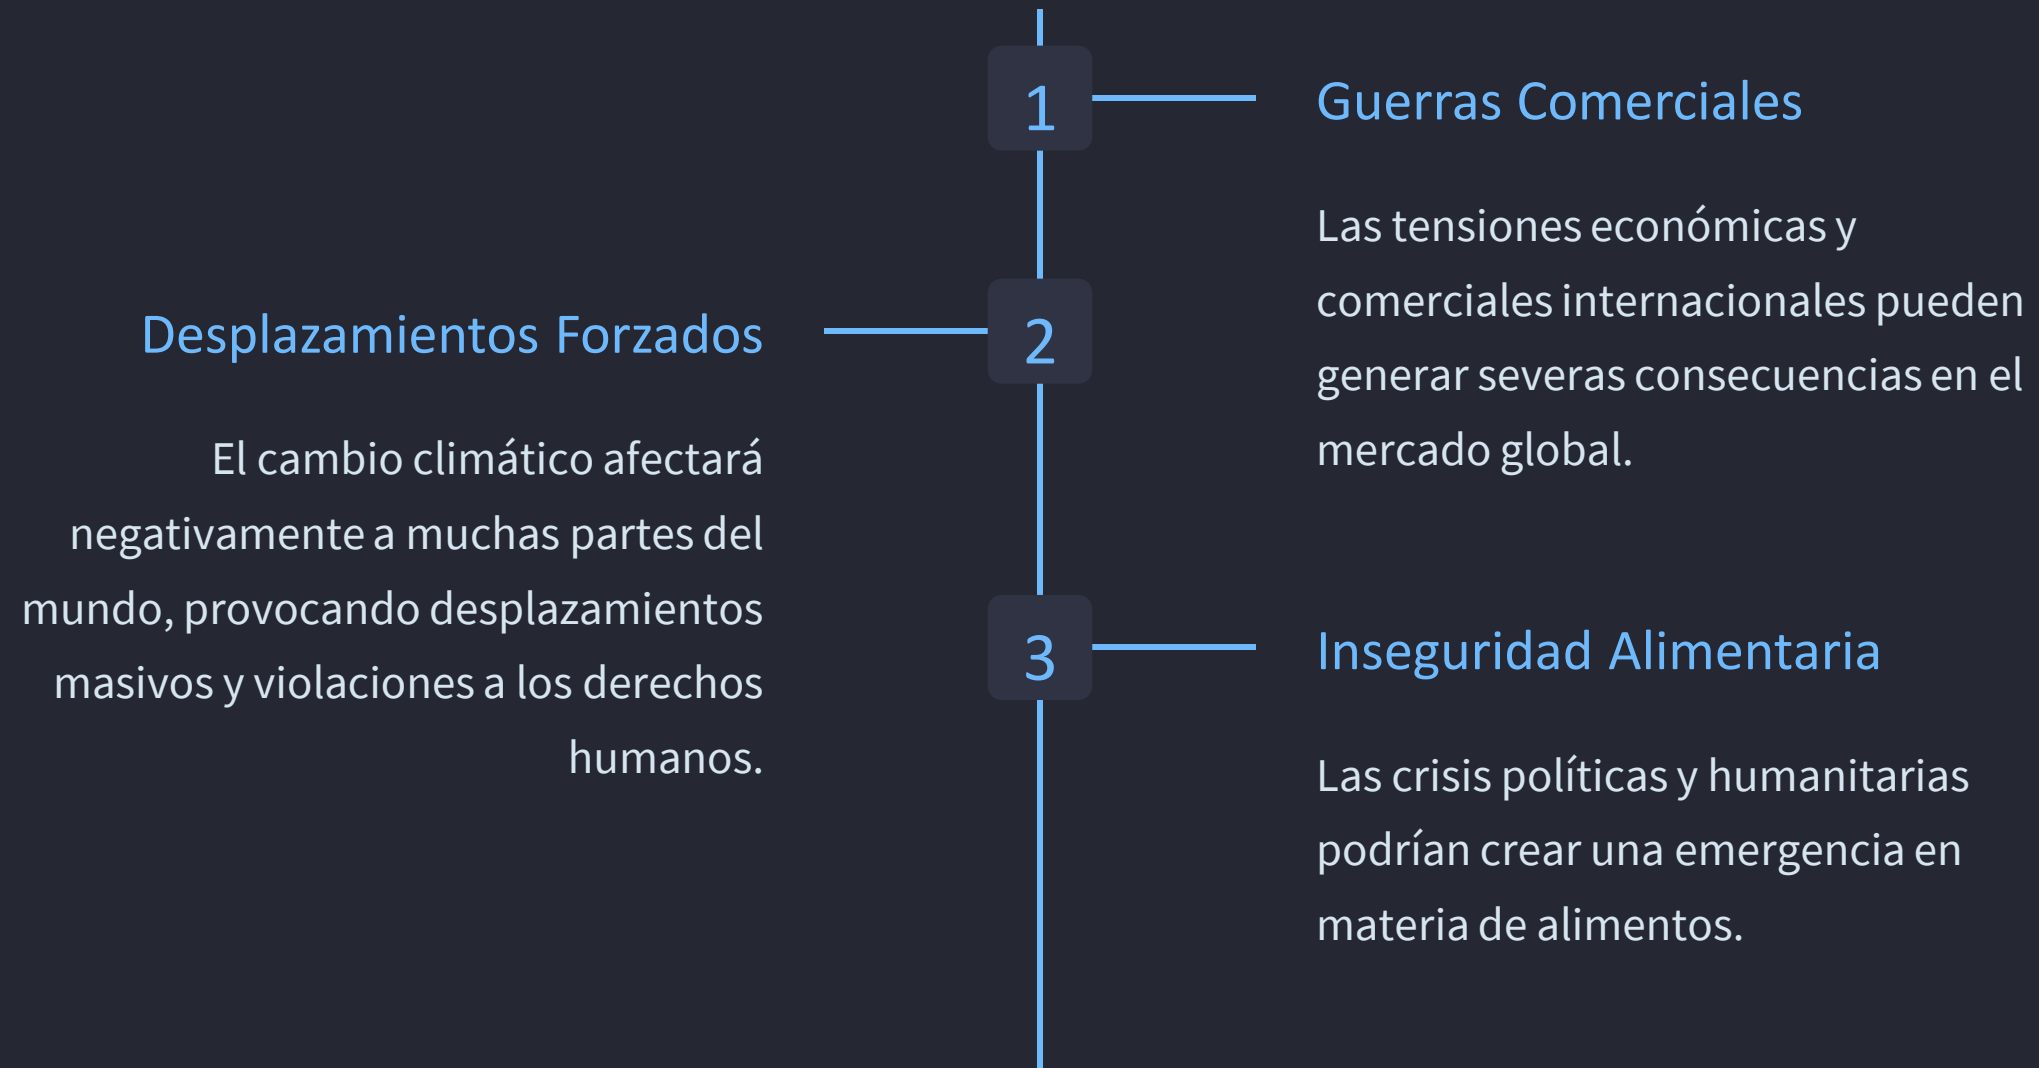 1
Guerras Comerciales
Las tensiones económicas y
comerciales internacionales pueden
generar severas consecuencias en el
mercado global.
2
Desplazamientos Forzados
El cambio climático afectará
negativamente a muchas partes del
mundo, provocando desplazamientos
masivos y violaciones a los derechos
humanos.
3
Inseguridad Alimentaria
Las crisis políticas y humanitarias
podrían crear una emergencia en
materia de alimentos.